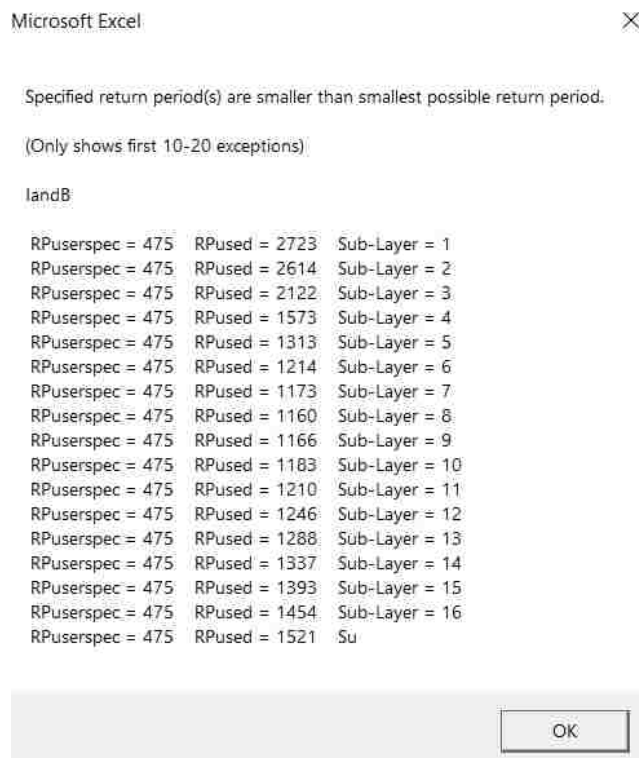 Microsoft Excel
Specified return period(s) are smaller than smallest possible return period.
(Only shows first 10-20 exceptions)
IandB
RPuserspec = 475 RPused = 2723 Sub-Layer = 1
RPuserspec = 475 RPused = 2614 Sub-Layer = 2
RPuserspec = 475 RPused = 2122 Sub-Layer = 3
RPuserspec = 475 RPused = 1573 Sub-Layer = 4
RPuserspec = 475 RPused = 1313 Sub-Layer = 5
RPuserspec = 475 RPused = 1214 Sub-Layer = 6
RPuserspec = 475 RPused = 1173 Sub-Layer = 7
RPuserspec = 475 RPused = 1160 Sub-Layer = 8
RPuserspec = 475 RPused = 1166 Sub-Layer = 9
RPuserspec = 475 RPused = 1183 Sub-Layer = 10
RPuserspec = 475 RPused = 1210 Sub-Layer = 11
RPuserspec = 475 RPused = 1246 Sub-Layer = 12
RPuserspec = 475 RPused = 1288 Sub-Layer = 13
RPuserspec = 475 RPused = 1337 Sub-Layer = 14
RPuserspec = 475 RPused = 1393 Sub-Layer = 15
RPuserspec = 475 RPused = 1454 Sub-Layer = 16
RPuserspec = 475 RPused = 1521 Su
OK